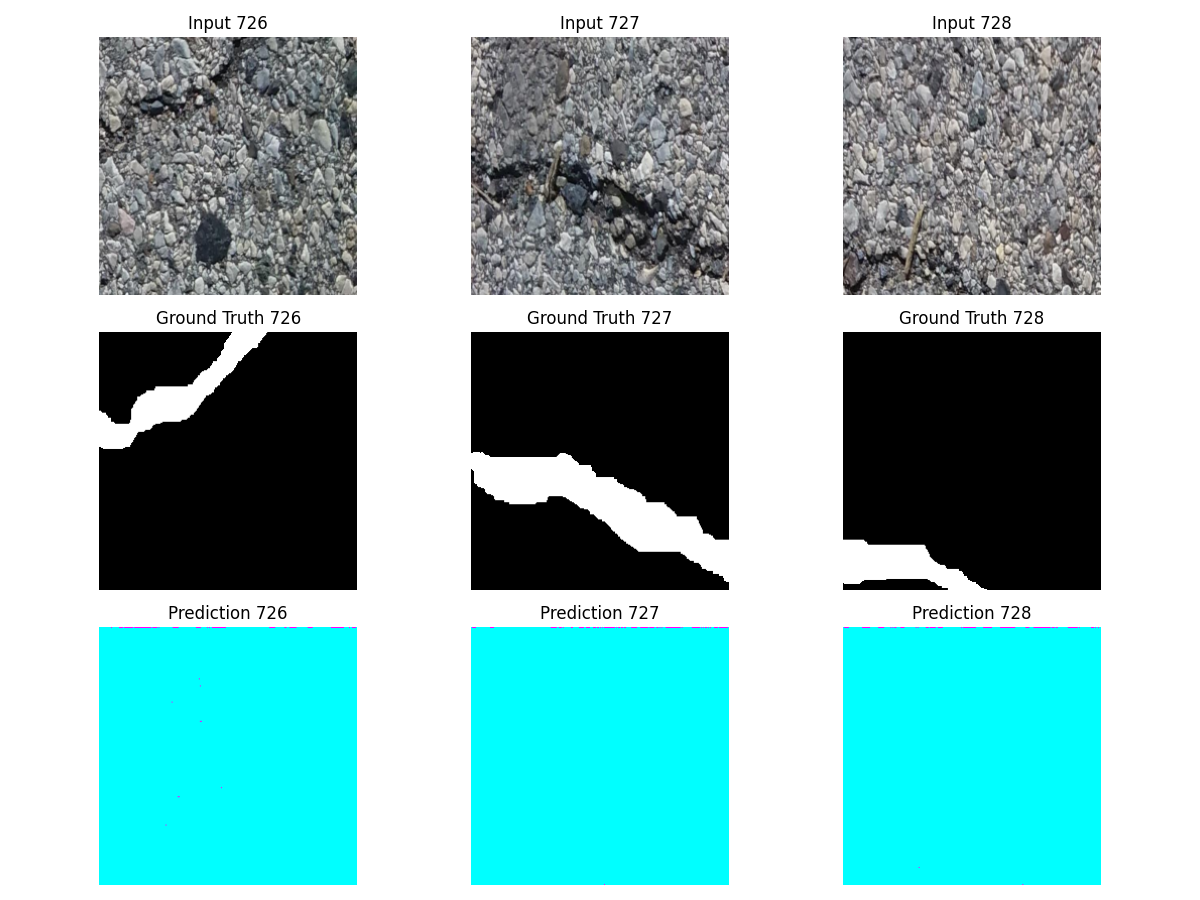 Input 726
Input 727
Input 728
Ground Truth 726
Ground Truth 727
Ground Truth 728
Prediction 726
Prediction 727
Prediction 728